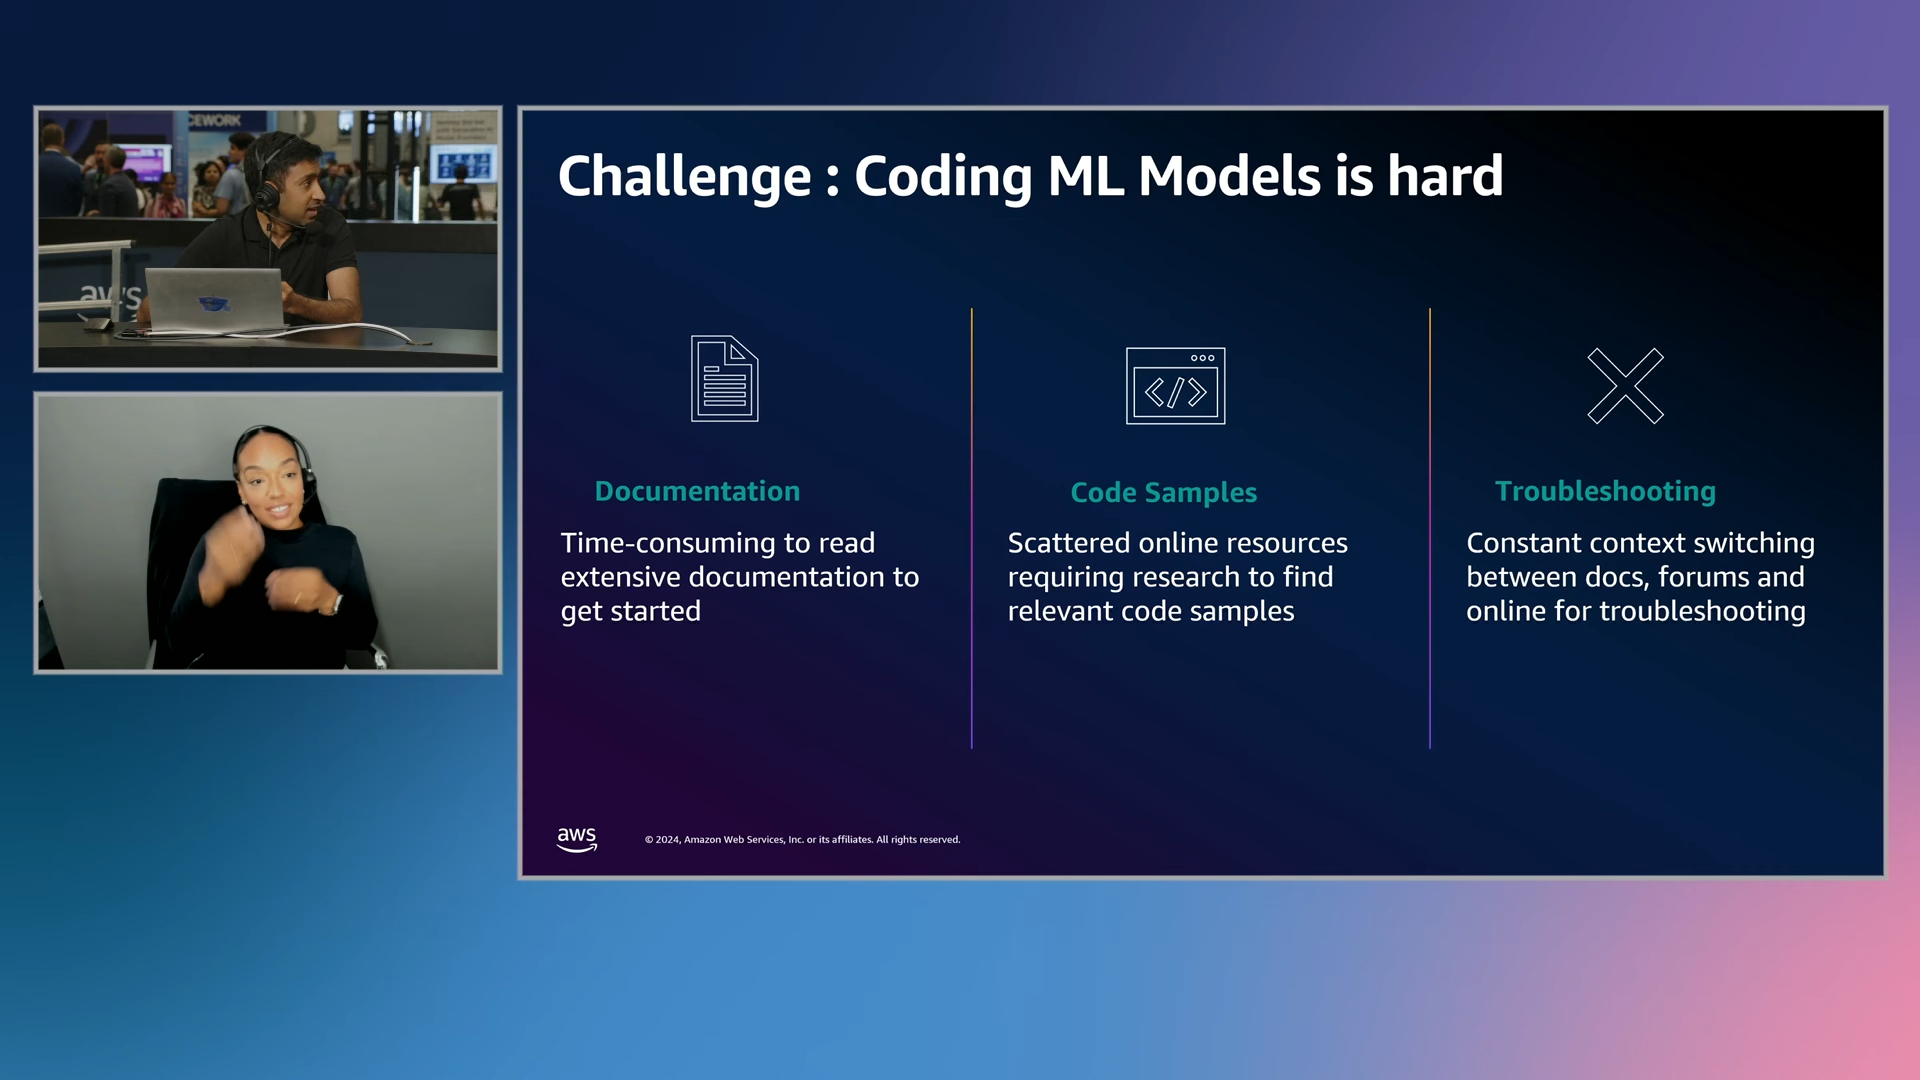 CEWORK
aws
Challenge : Coding ML Models is hard
</>
Documentation
Time-consuming to read
extensive documentation to
get started
Code Samples
Scattered online resources
requiring research to find
relevant code samples
Troubleshooting
Constant context switching
between docs, forums and
online for troubleshooting
aws
© 2024, Amazon Web Services, Inc. or its affiliates. All rights reserved.